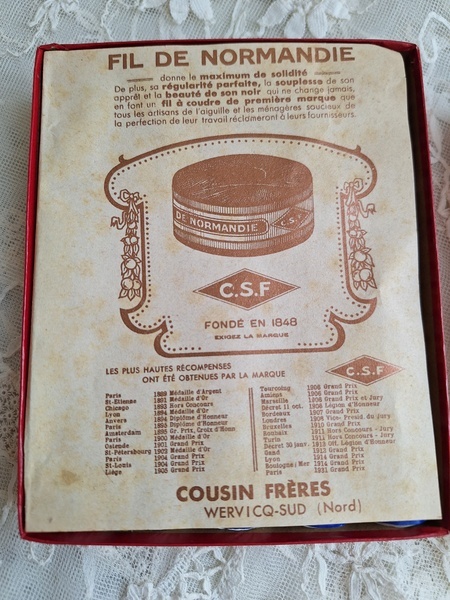 FIL DE NORMANDIE
donne le maximum de solidité
De plus, sa régularité parfaite, la souplesse de son
apprêt et la beauté de son noir qui ne change jamais,
en font un fil à coudre de première marque que
tous les artisans de l'aiguille et les ménagères soucieux de
la perfection de leur travail réclameront à leurs fournisseurs.
DE NORMANDIE C.S.F
C.S.F
FONDÉ EN 1848
EXIGEZ LA MARQUE
LES PLUS HAUTES RÉCOMPENSES
ONT ÉTÉ OBTENUES PAR LA MARQUE
C.S.F
Paris 1889 Médaille d'Argent
St-Etienne 1891 Médaille d'Or
Chicago 1893 Hors Concours
Lyon 1894 Médaille d'Or
Anvers Diplôme d'Honneur
Paris 1895 Diplôme d'Honneur
Amsterdam 1895 Gr. Prix, Croix d'Honn.
Paris 1900 Médaille d'Or
Ostende 1901 Grand Prix
St-Pétersbourg 1902 Médaille d'Or
Paris 1904 Grand Prix
St-Louis 1904 Grand Prix
Liége 1905 Grand Prix
Tourcoing 1906 Grand Prix
Amiens 1906 Grand Prix
Marseille Grand Prix et Jury
Décret 11 oct. Légion d'Honneur
Bordeaux 1907 Grand Prix
Londres Vice-Présid. du Jury
Bruxelles 1910 Grand Prix
Roubaix 1911 Hors Concours - Jury
Turin 1911 Hors Concours - Jury
Décret 30 janv. Off. Légion d'Honneur
Gand 1913 Grand Prix
Lyon 1914 Grand Prix
Boulogne/Mer 1914 Grand Prix
Paris 1931 Grand Prix
COUSIN FRÈRES
WERVICQ-SUD (Nord)